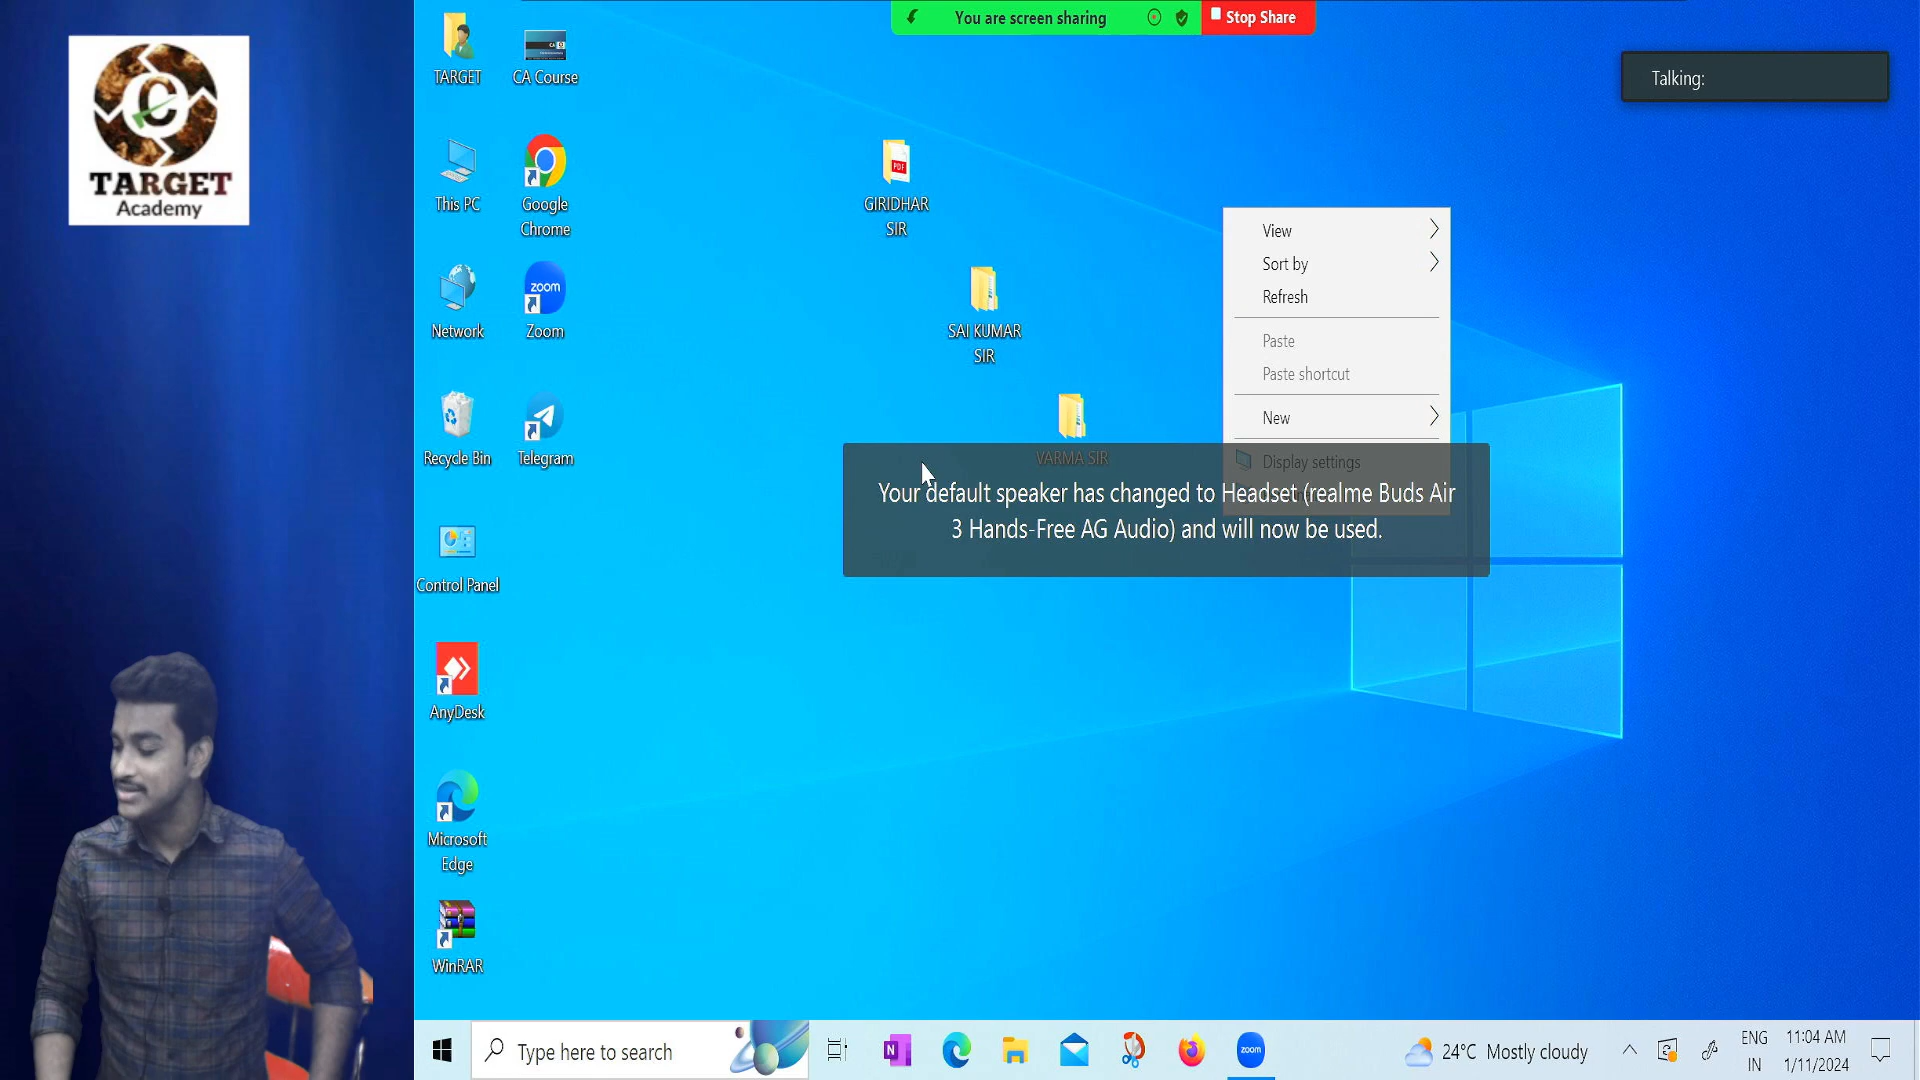 C
TARGET
Academy
You are screen sharing
Stop Share
Talking:
TARGET
CA Course
This PC
Google
Chrome
GIRIDHAR
SIR
Network
zoom
Zoom
SAI KUMAR
SIR
Recycle Bin
Telegram
VARMA SIR
PDF
View
Sort by
Refresh
Paste
Paste shortcut
New
Display settings
Your default speaker has changed to Headset (realme Buds Air
3 Hands-Free AG Audio) and will now be used.
Control Panel
AnyDesk
Microsoft
Edge
WinRAR
Type here to search
N
zoom
24°C Mostly cloudy
ENG
IN
11:04 AM
1/11/2024